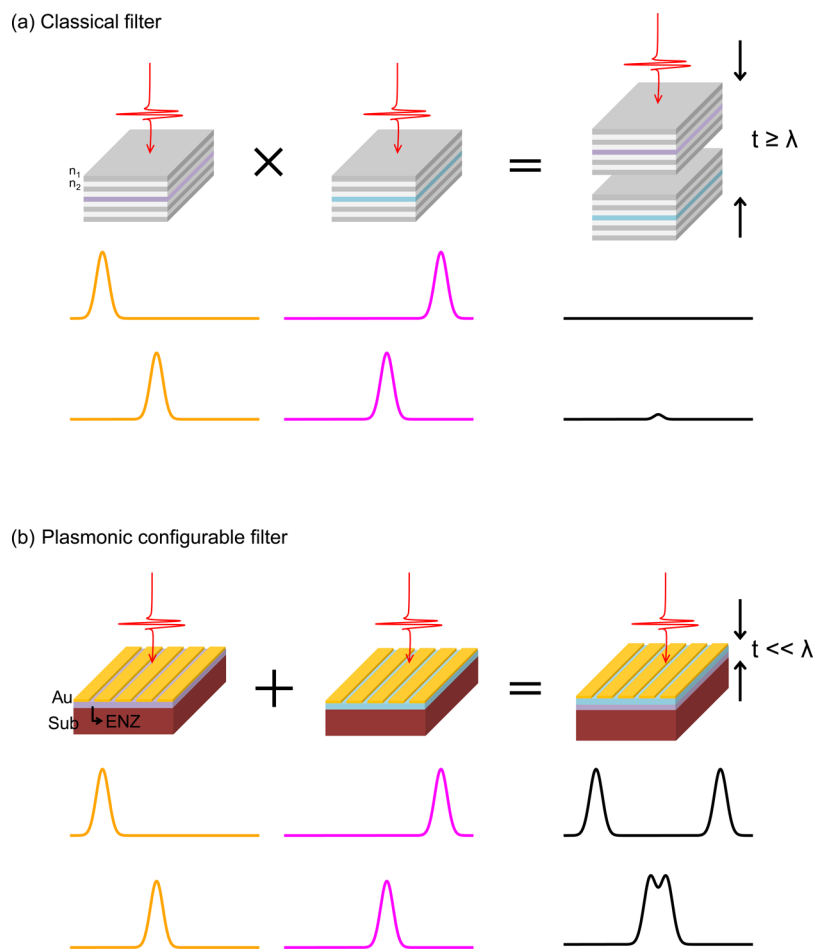 (a) Classical filter
n₁
n₂
×
=
t ≥ λ
(b) Plasmonic configurable filter
Au
Sub
ENZ
+
=
t << λ